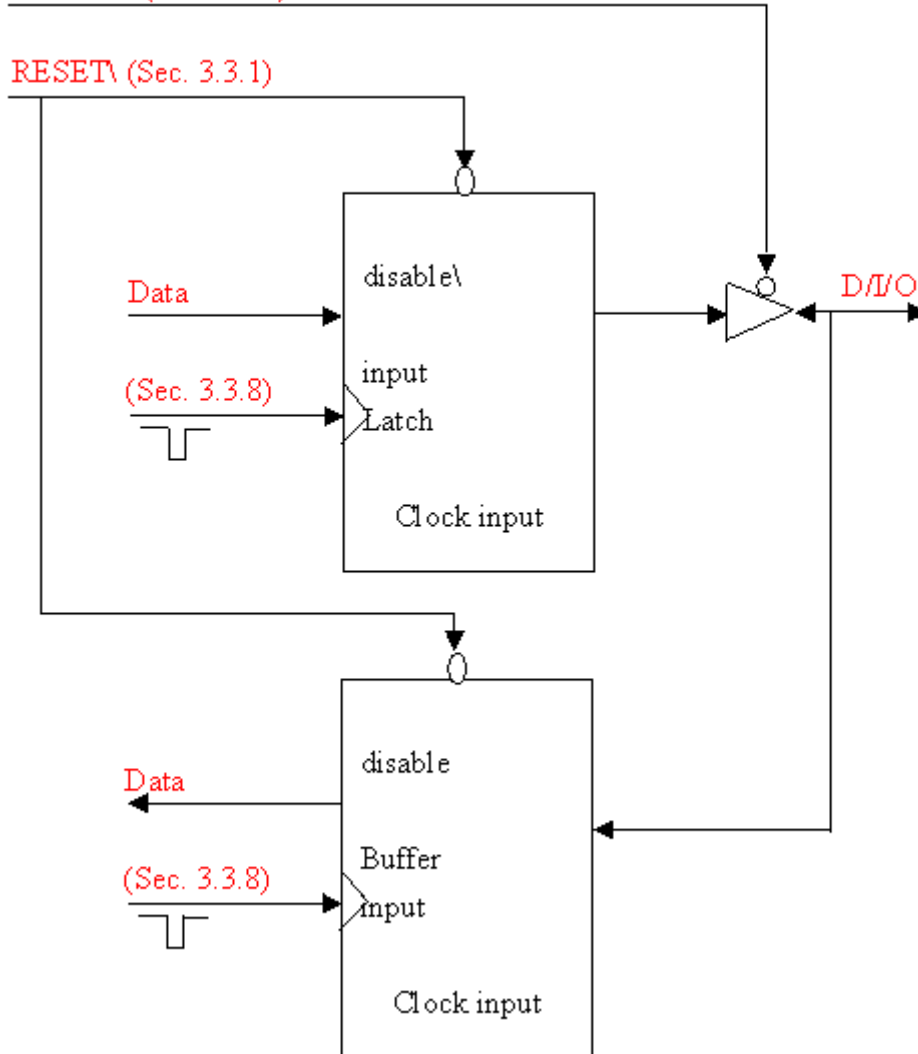 RESET\ (Sec. 3.3.1)
disable\
Data
D/I/O
input
(Sec. 3.3.8)
Latch
Clock input
disable
Data
Buffer
(Sec. 3.3.8)
input
Clock input